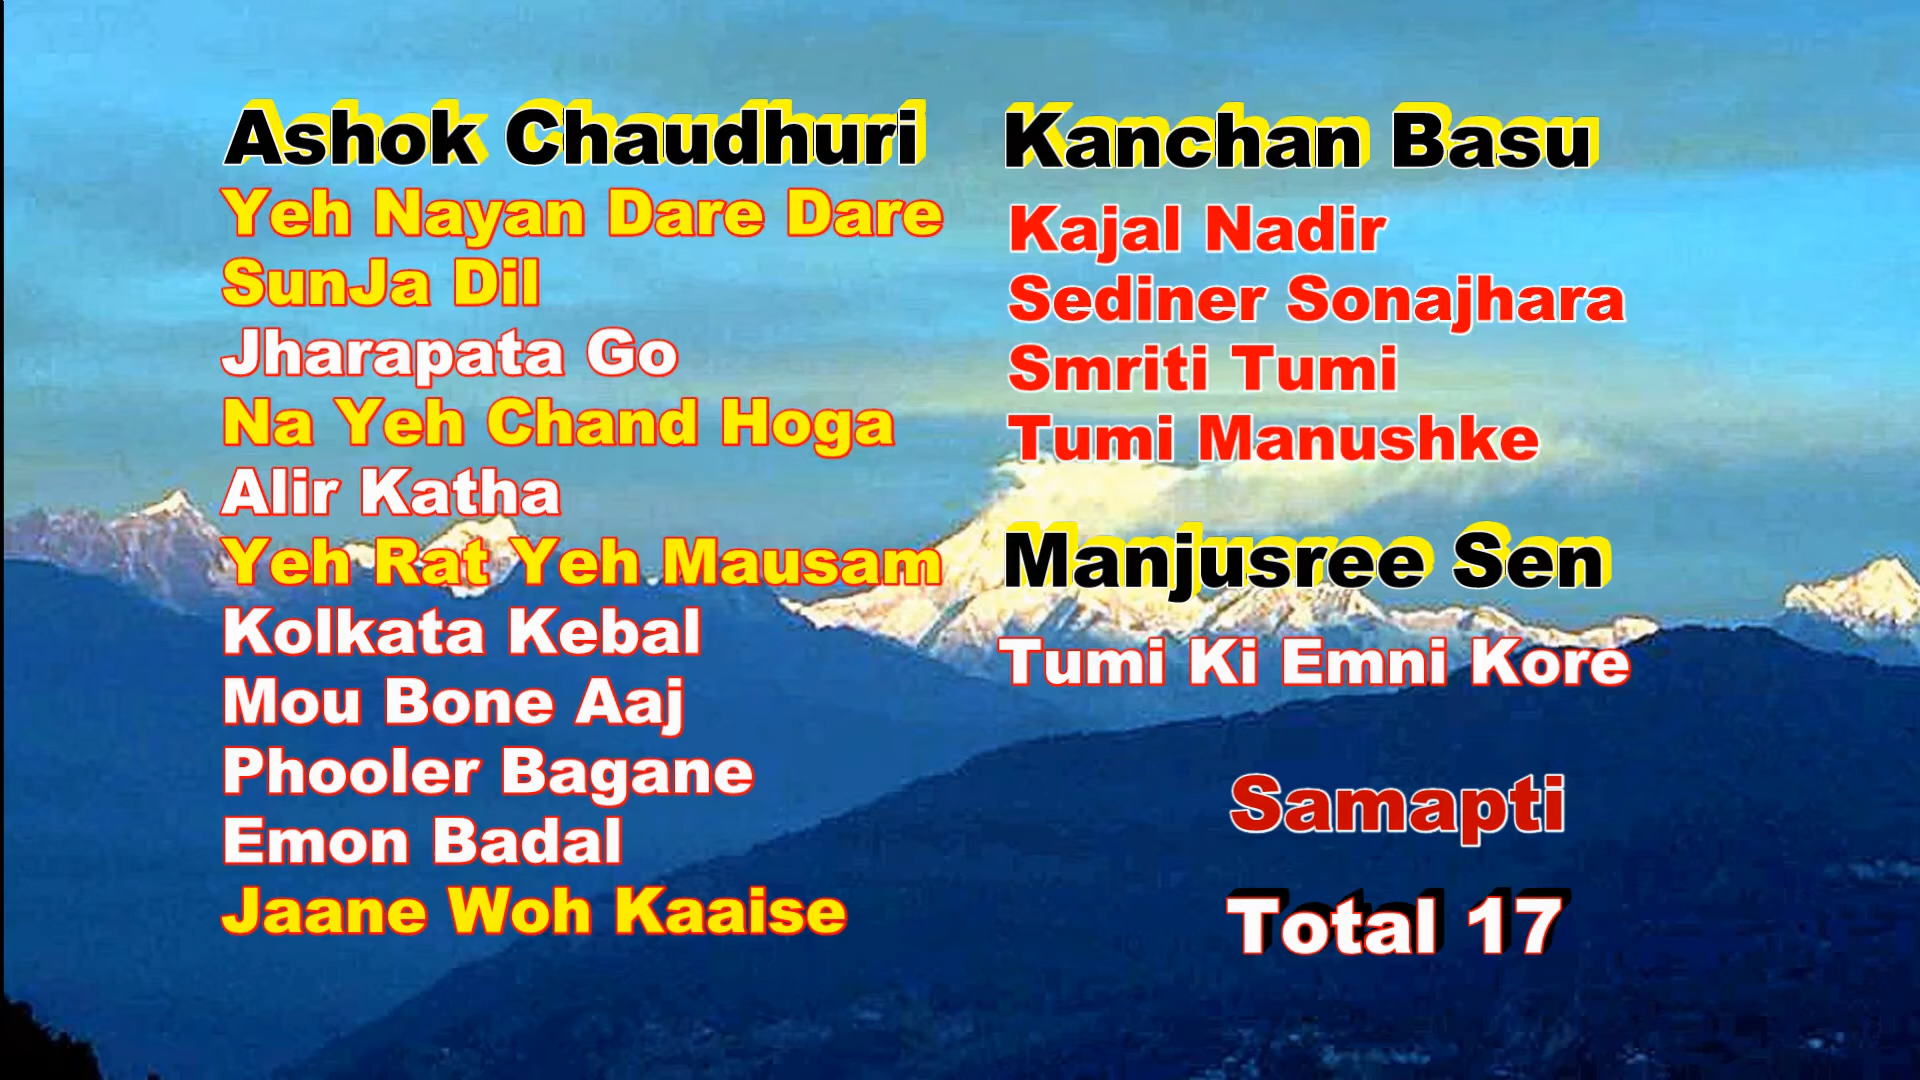 Ashok Chaudhuri
Yeh Nayan Dare Dare
SunJa Dil
Jharapata Go
Na Yeh Chand Hoga
Alir Katha
Yeh Rat Yeh Mausam
Kolkata Kebal
Mou Bone Aaj
Phooler Bagane
Emon Badal
Jaane Woh Kaaise
Kanchan Basu
Kajal Nadir
Sediner Sonajhara
Smriti Tumi
Tumi Manushke
Manjusree Sen
Tumi Ki Emni Kore
Samapti
Total 17